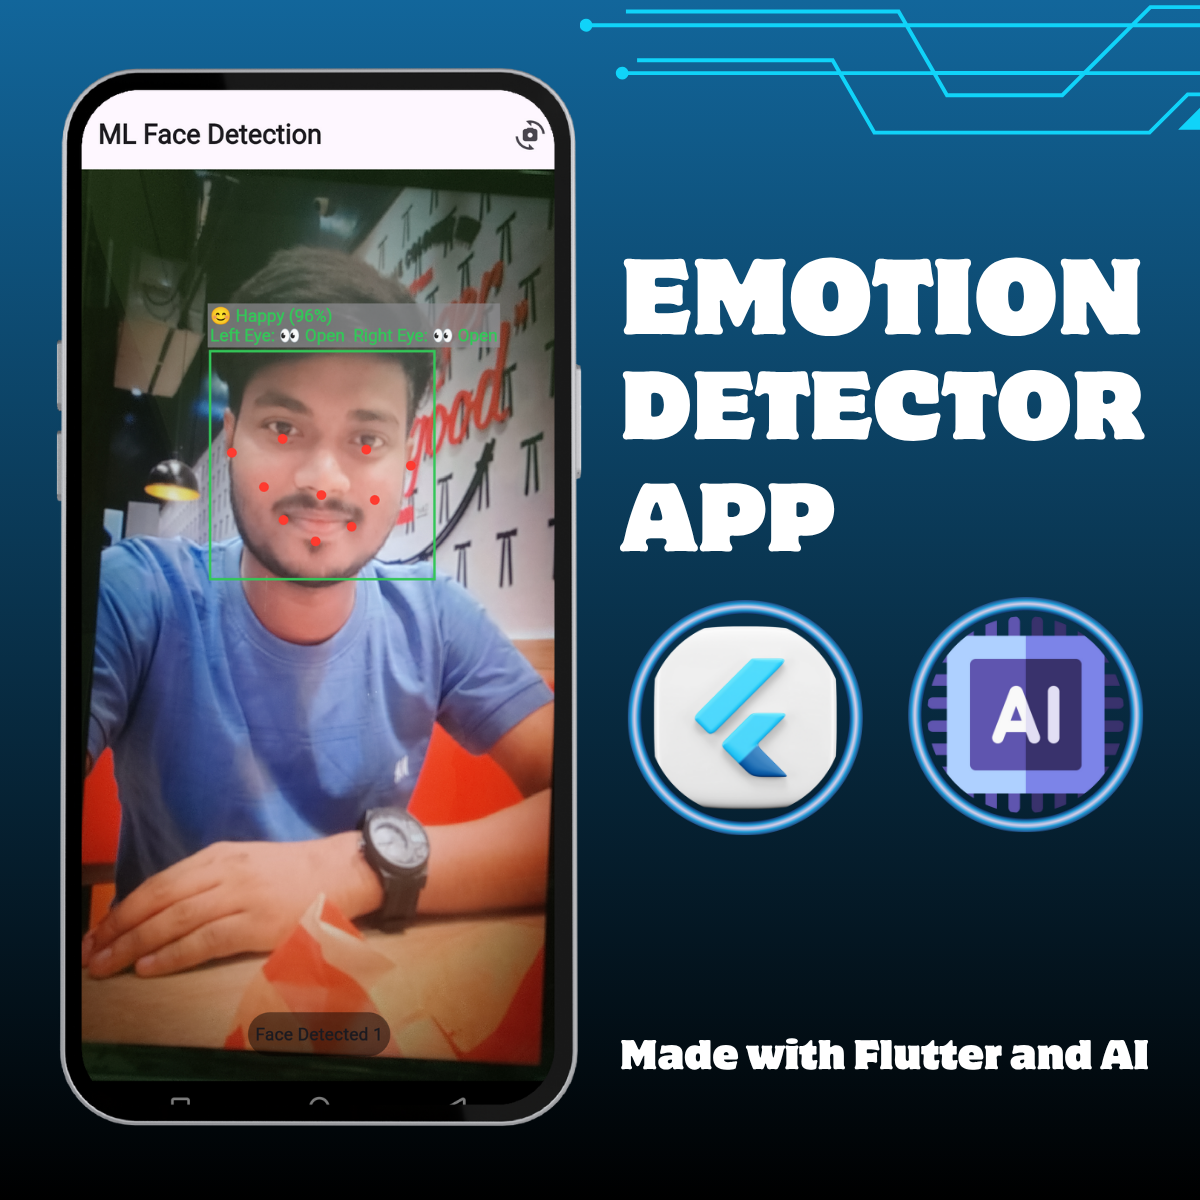 ML Face Detection
😊 Happy (96%)
Left Eye: 👀 Open Right Eye: 👀 Open
good
Face Detected 1
EMOTION
DETECTOR
APP
AI
Made with Flutter and AI